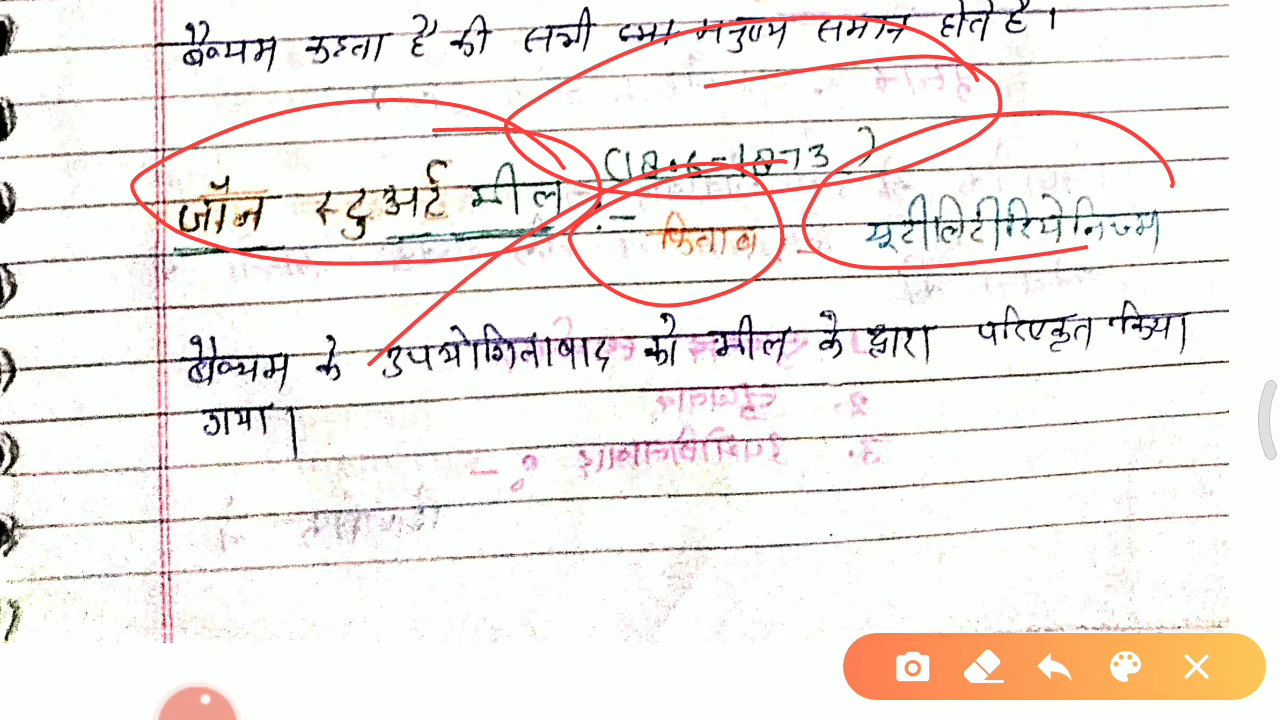 बैन्थम कहता है की सभी मनुष्य समान होते है ।
(1806-1873)
जॉन स्टुअर्ट मील :-
किताब - यूटीलिटीरियेनिज्म
बैन्थम के उपयोगितावाद को मील के द्वारा परिष्कृत किया
गया ।